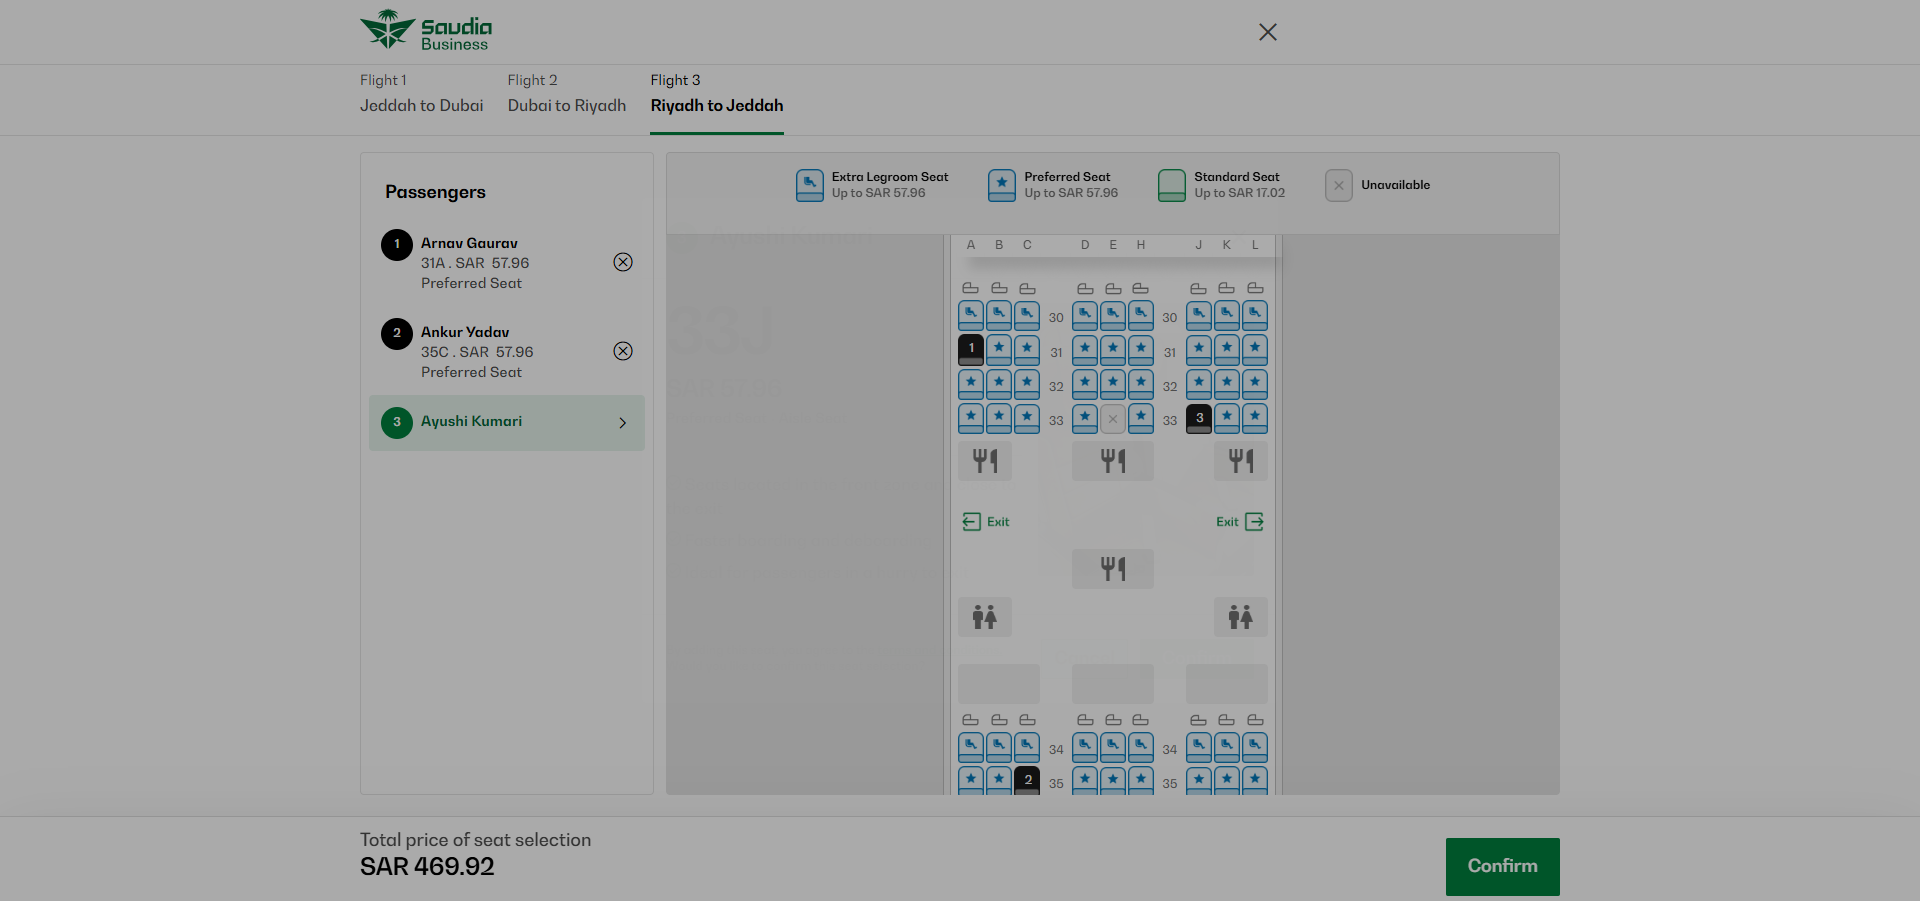 Saudia
Business
Flight 1
Jeddah to Dubai
Flight 2
Dubai to Riyadh
Flight 3
Riyadh to Jeddah
Passengers
1
Arnav Gaurav
31A . SAR 57.96
Preferred Seat
2
Ankur Yadav
35C . SAR 57.96
Preferred Seat
3
Ayushi Kumari
Extra Legroom Seat
Up to SAR 57.96
Preferred Seat
Up to SAR 57.96
Standard Seat
Up to SAR 17.02
Unavailable
A B C D E H J K L
30 30
1 31 31
32 32
33 33 3
Exit Exit
34 34
2 35 35
33J
Total price of seat selection
SAR 469.92
Confirm